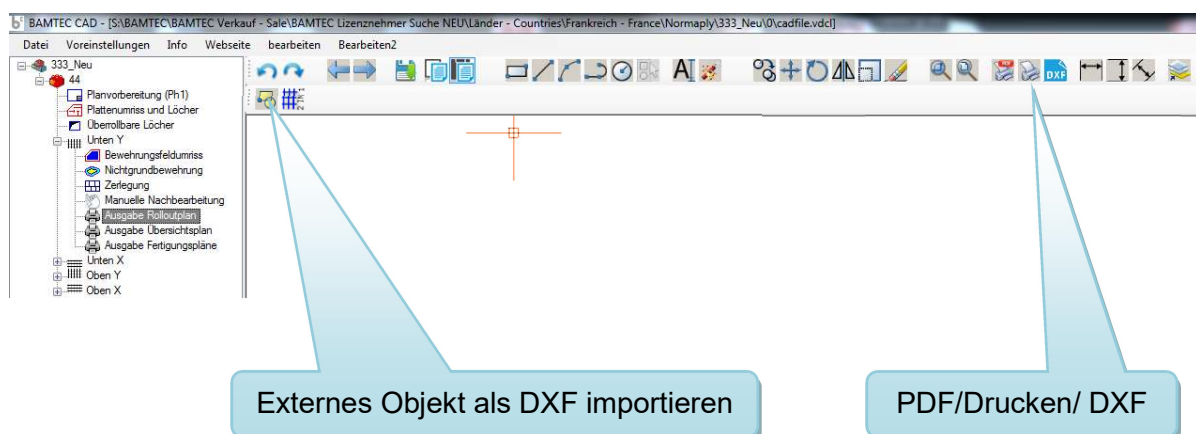 BAMTEC CAD - [S:\BAMTEC\BAMTEC Verkauf - Sale\BAMTEC Lizenznehmer Suche NEU\Länder - Countries\Frankreich - France\Normaply\333_Neu\0\cadfile.vdcl]
Datei Voreinstellungen Info Webseite bearbeiten Bearbeiten2
333_Neu
44
Planvorbereitung (Ph1)
Plattenumriss und Löcher
Überrollbare Löcher
Unten Y
Bewehrungsfeldumriss
Nichtgrundbewehrung
Zerlegung
Manuelle Nachbearbeitung
Ausgabe Rolloutplan
Ausgabe Übersichtsplan
Ausgabe Fertigungspläne
Unten X
Oben Y
Oben X
DXF
Externes Objekt als DXF importieren
PDF/Drucken/ DXF